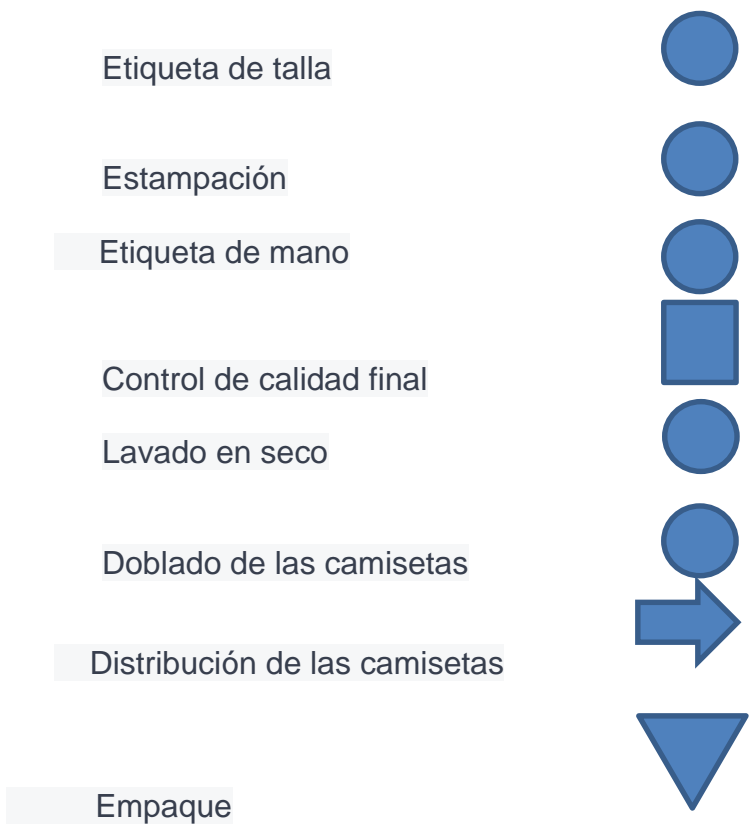 Etiqueta de talla
Estampación
Etiqueta de mano
Control de calidad final
Lavado en seco
Doblado de las camisetas
Distribución de las camisetas
Empaque